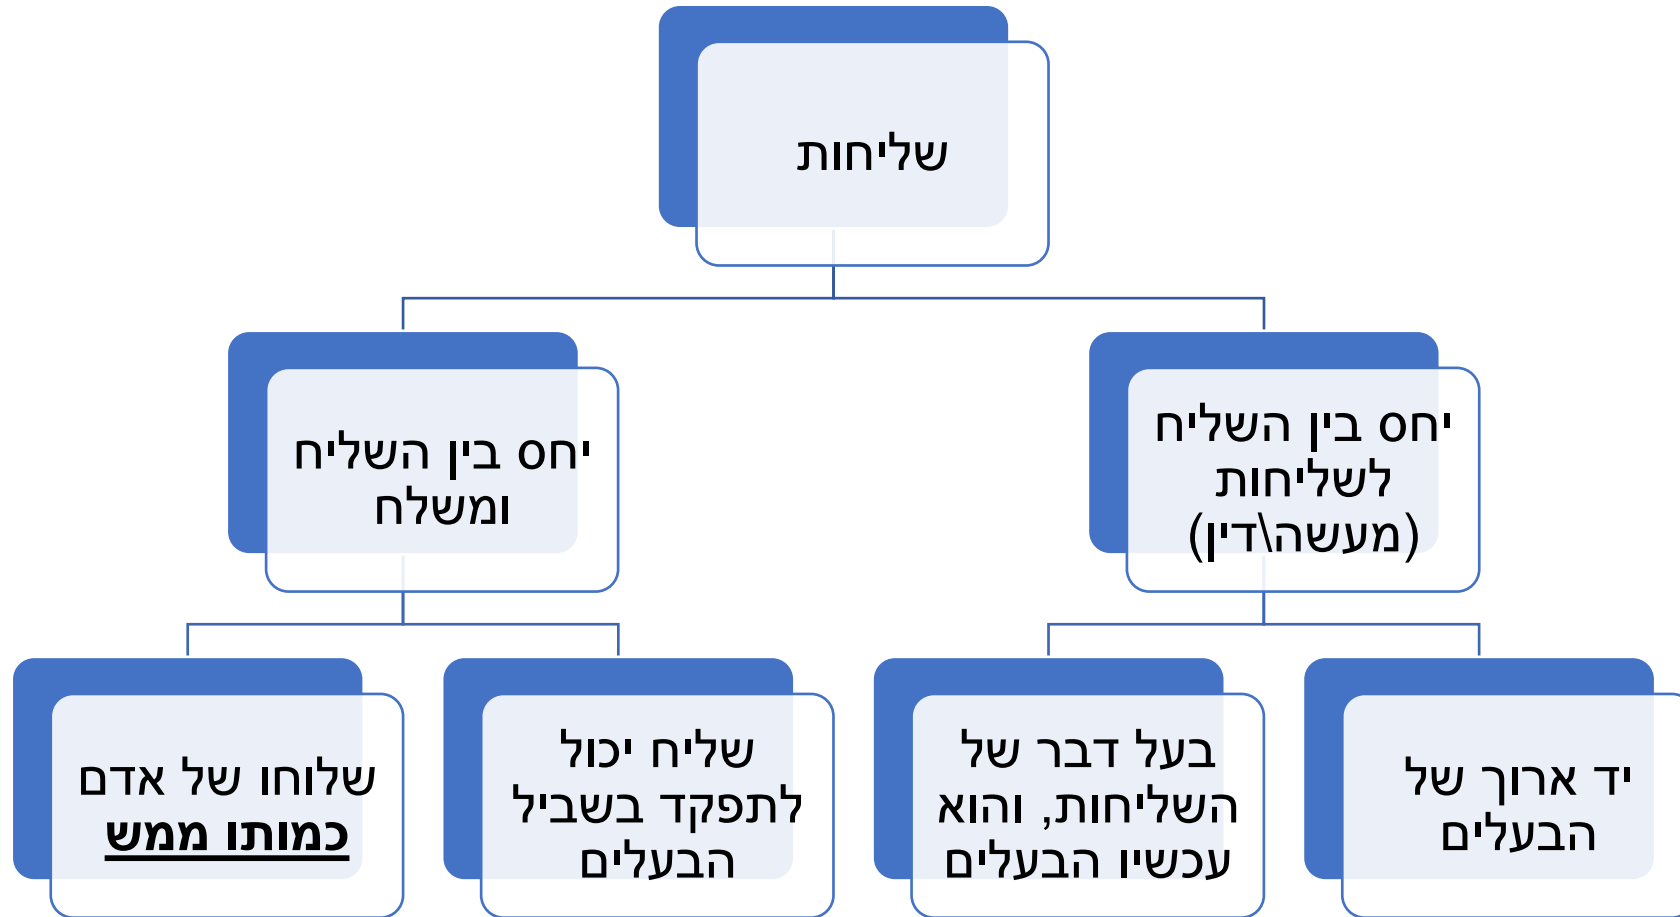 שליחות
יחס בין השליח
לשליחות
(מעשה\דין)
יחס בין השליח
ומשלח
יד ארוך של
הבעלים
בעל דבר של
השליחות, והוא
עכשיו הבעלים
שליח יכול
לתפקד בשביל
הבעלים
שלוחו של אדם
כמותו ממש